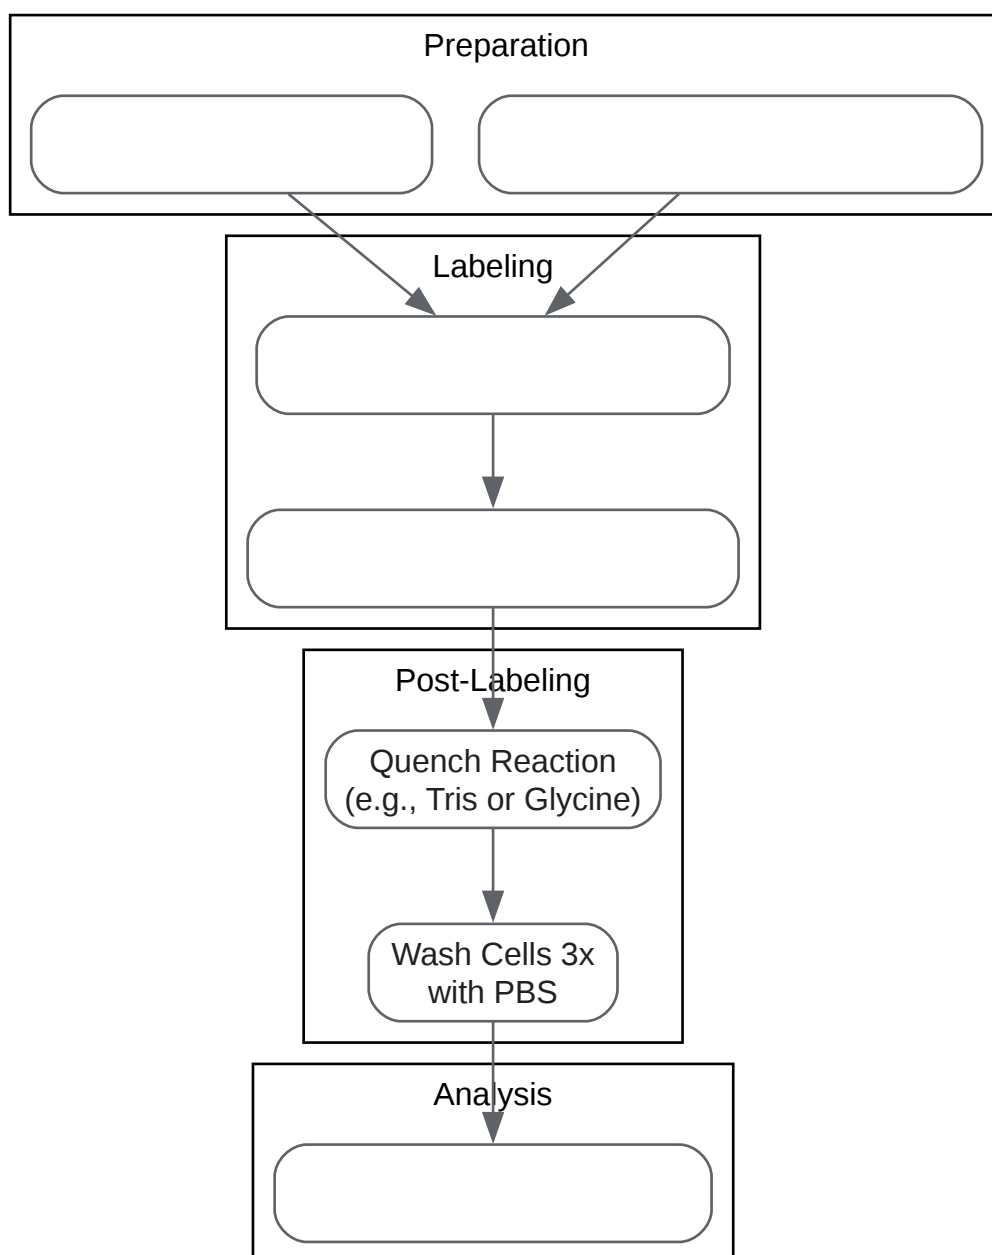 Preparation
Labeling
Post-Labeling
Quench Reaction
(e.g., Tris or Glycine)
Wash Cells 3x
with PBS
Analysis